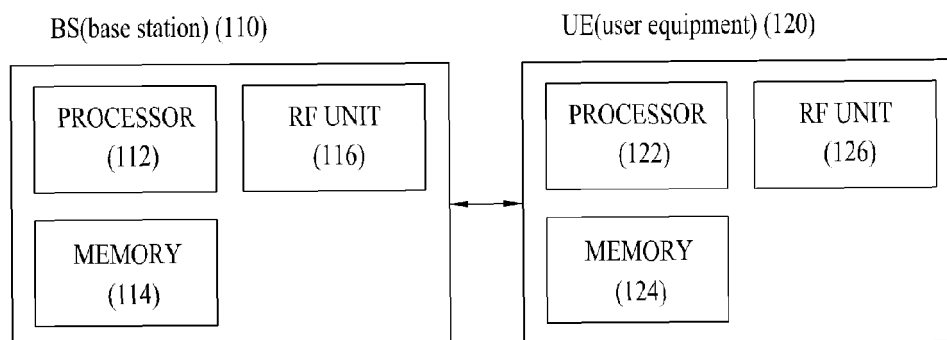 BS(base station) (110)
UE(user equipment) (120)
PROCESSOR
(112)
RF UNIT
(116)
MEMORY
(114)
PROCESSOR
(122)
RF UNIT
(126)
MEMORY
(124)